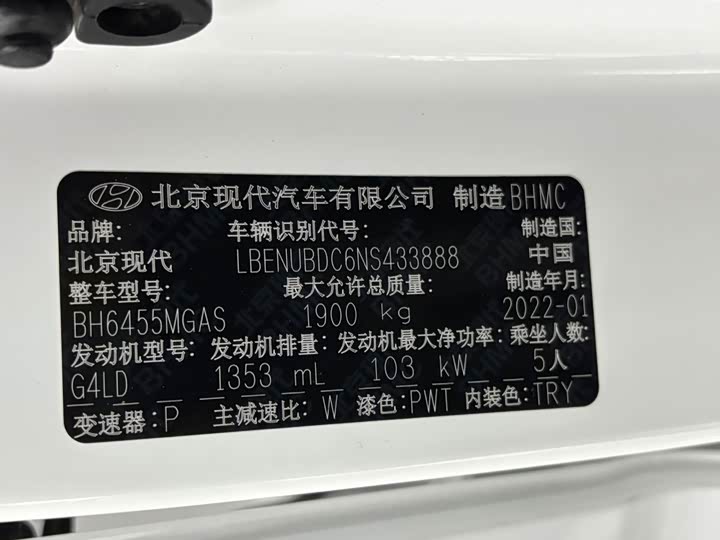 北京现代汽车有限公司 制造 BHMC
品牌: 车辆识别代号: 制造国:
北京现代 LBENUBDC6NS433888 中国
整车型号: 最大允许总质量: 制造年月:
BH6455MGAS 1900 kg 2022-01
发动机型号: 发动机排量: 发动机最大净功率: 乘坐人数:
G4LD 1353 mL 103 kW 5人
变速器: P 主减速比: W 漆色: PWT 内装色: TRY